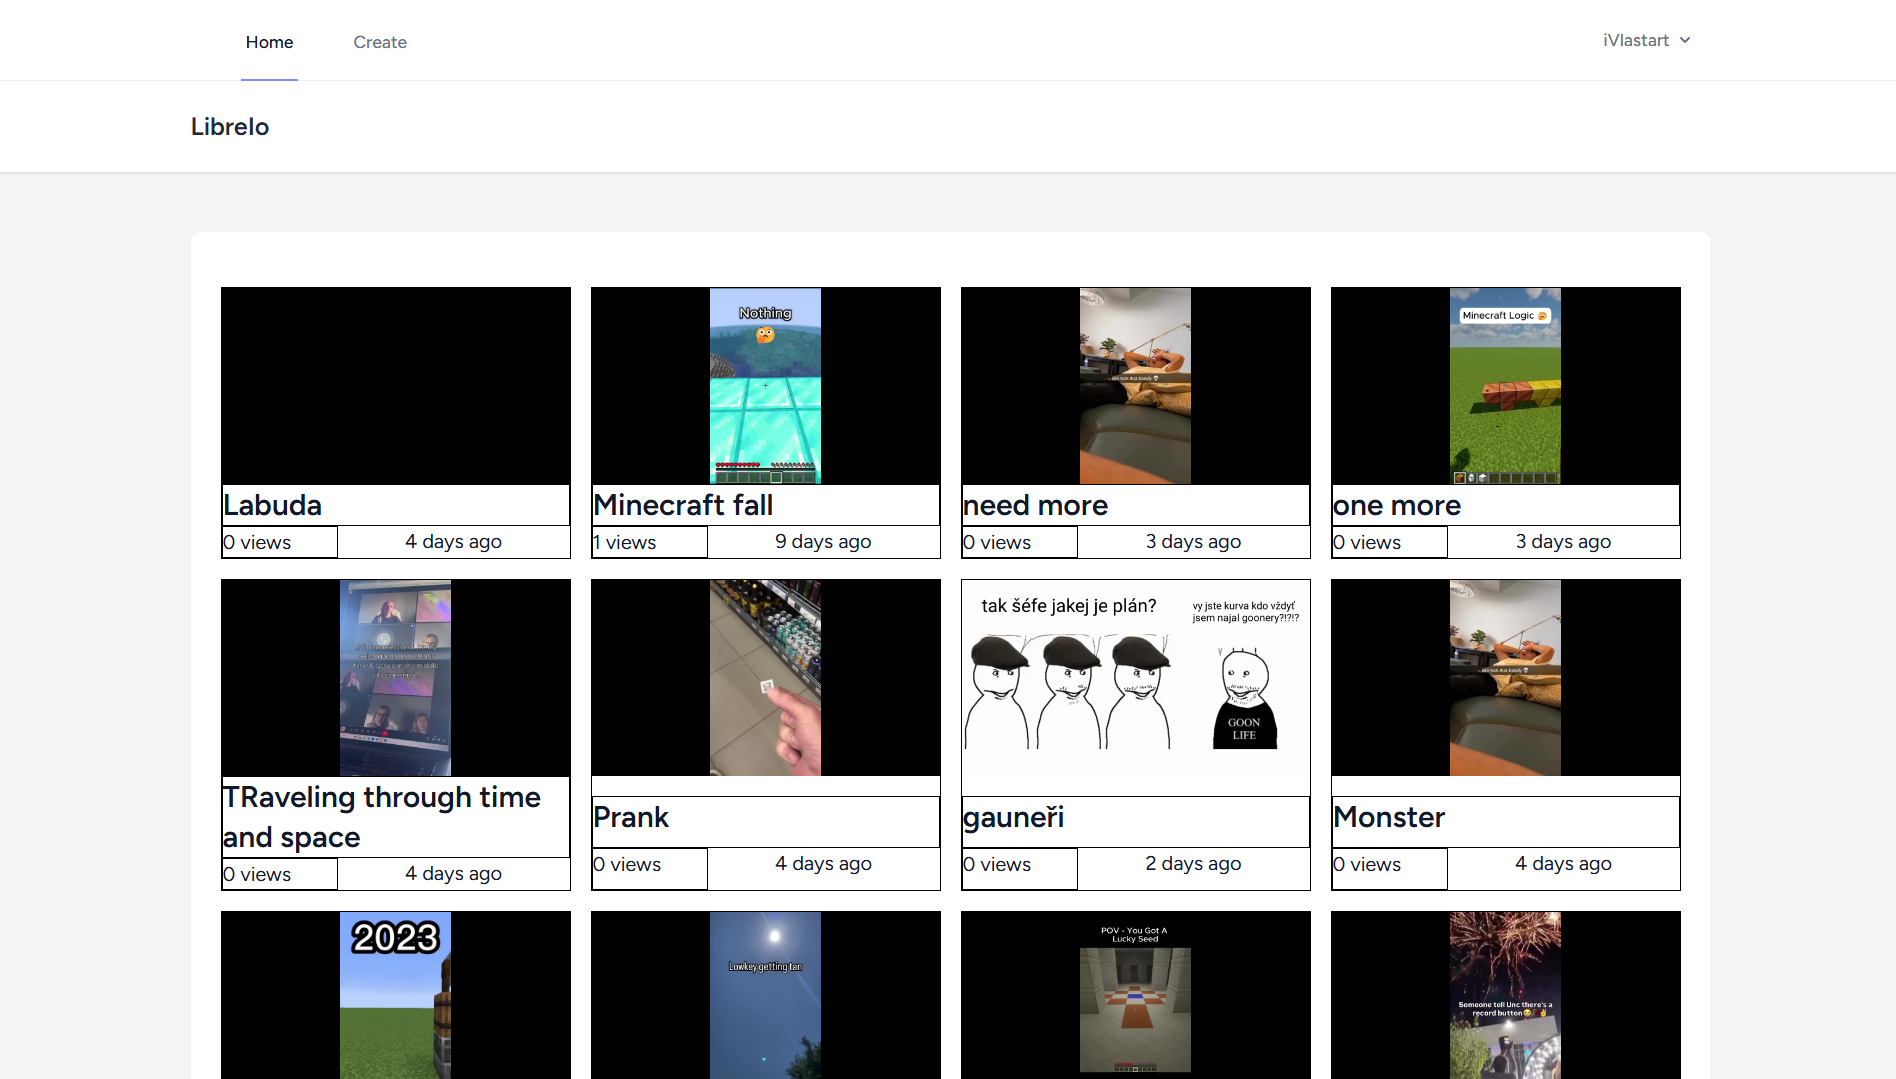 Home
Create
iVlastart
Librelo
Nothing
Minecraft Logic
Labuda
Minecraft fall
need more
one more
0 views
4 days ago
1 views
9 days ago
0 views
3 days ago
0 views
3 days ago
tak šéfe jakej je plán?
vy jste kurva kdo vždyť
jsem najal goonery?!?!?
GOON
LIFE
TRaveling through time
and space
Prank
gauneři
Monster
0 views
4 days ago
0 views
4 days ago
0 views
2 days ago
0 views
4 days ago
2023
Lowkey getting tan
POV - You Got A
Lucky Seed
Someone tell Unc there's a
record button